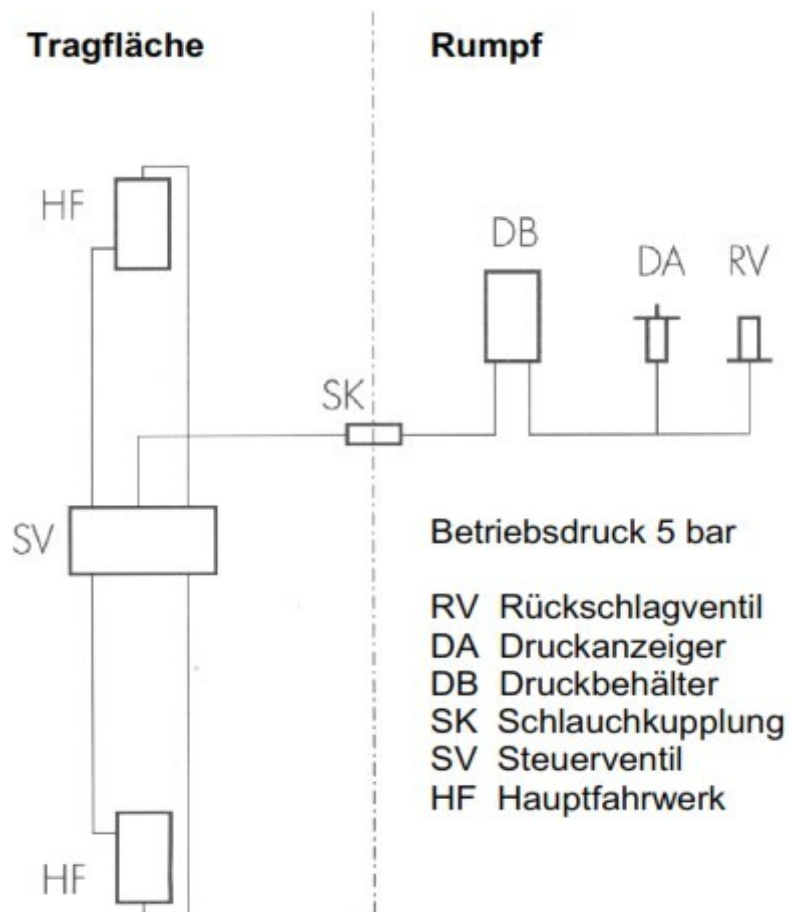 Tragfläche
Rumpf
HF
DB
DA
RV
SK
SV
Betriebsdruck 5 bar
RV Rückschlagventil
DA Druckanzeiger
DB Druckbehälter
SK Schlauchkupplung
SV Steuerventil
HF Hauptfahrwerk
HF